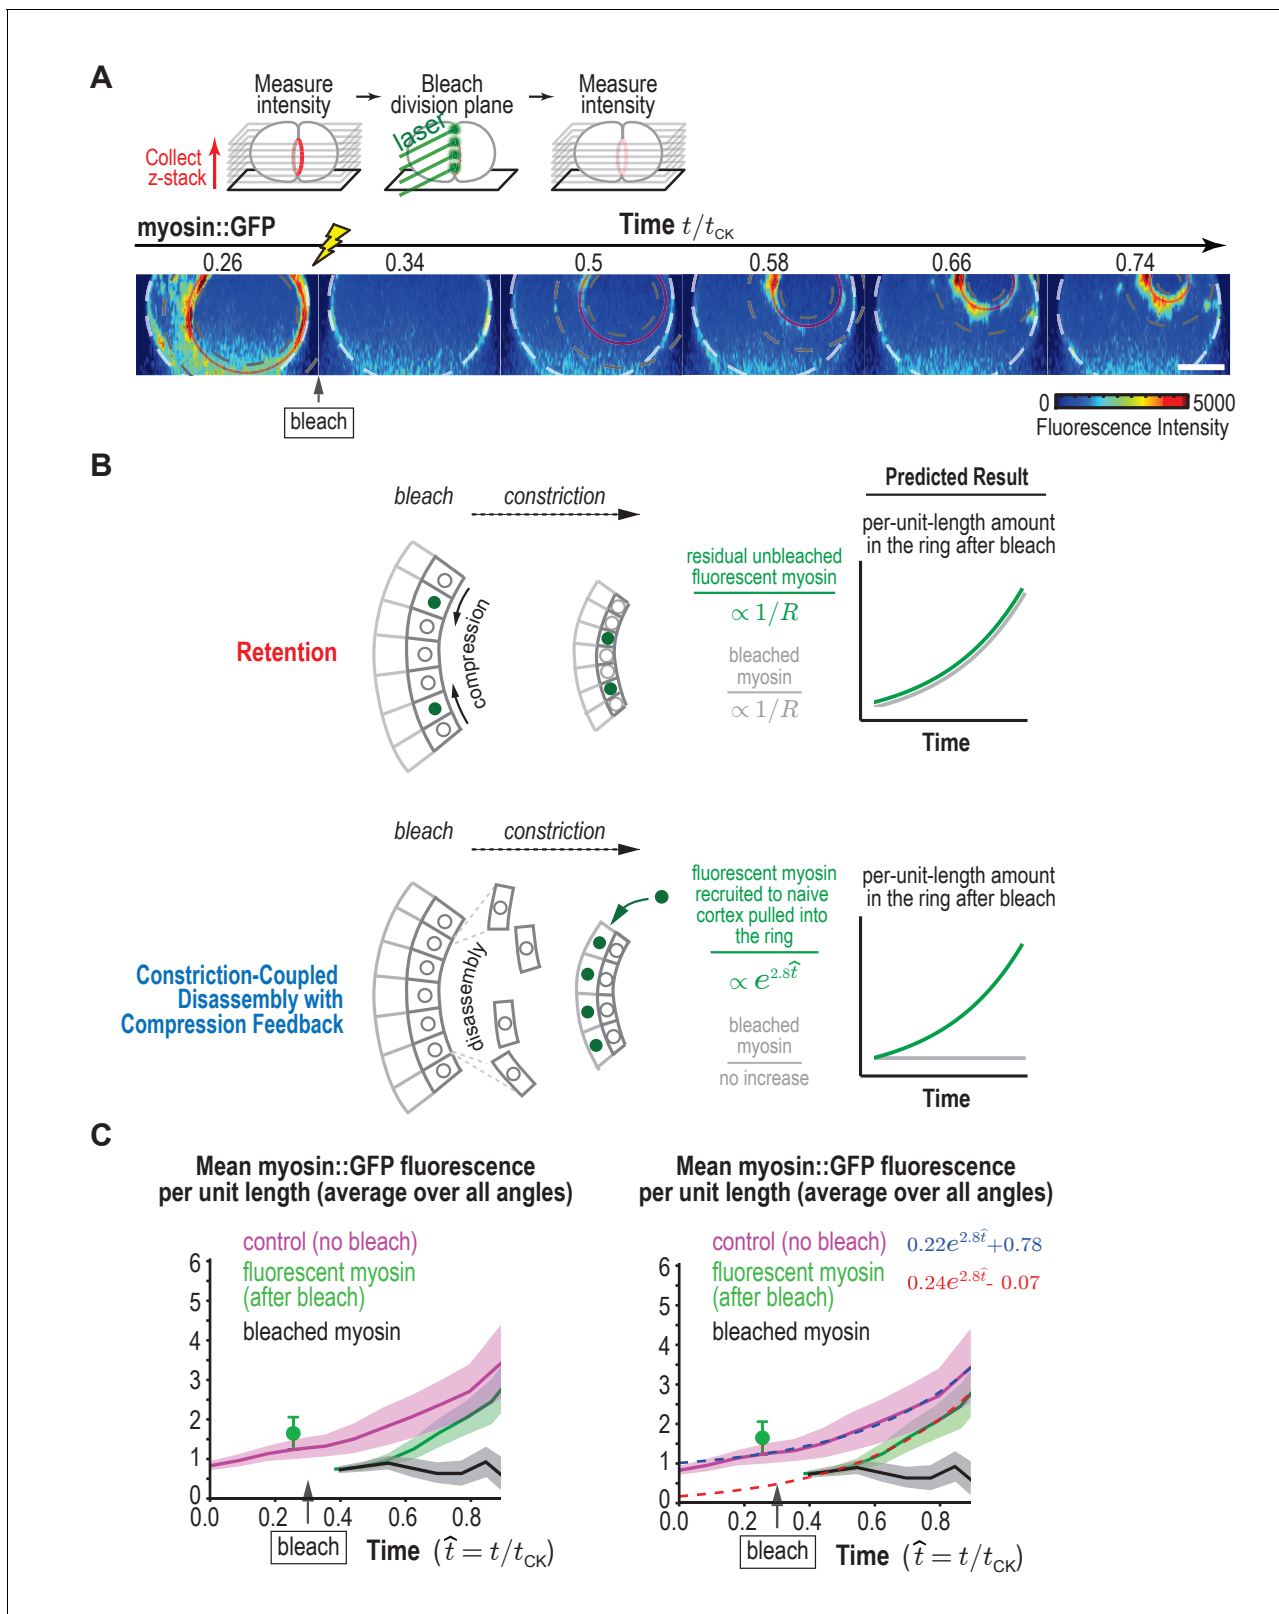 A
Measure
intensity
Bleach
division plane
Measure
intensity
laser
Collect
z-stack
myosin::GFP
Time t/t_CK
0.26
0.34
0.5
0.58
0.66
0.74
bleach
0
5000
Fluorescence Intensity
B
bleach
constriction
Predicted Result
per-unit-length amount
in the ring after bleach
residual unbleached
fluorescent myosin
∝ 1/R
bleached
myosin
∝ 1/R
Retention
compression
Time
bleach
constriction
fluorescent myosin
recruited to naive
cortex pulled into
the ring
∝ e^{2.8t̂}
bleached
myosin
no increase
per-unit-length amount
in the ring after bleach
Constriction-Coupled
Disassembly with
Compression Feedback
disassembly
Time
C
Mean myosin::GFP fluorescence
per unit length (average over all angles)
control (no bleach)
fluorescent myosin
(after bleach)
bleached myosin
6
5
4
3
2
1
0
0.0
0.2
0.4
0.6
0.8
bleach
Time (t̂ = t/t_CK)
Mean myosin::GFP fluorescence
per unit length (average over all angles)
control (no bleach)
0.22e^{2.8t̂}+0.78
fluorescent myosin
(after bleach)
0.24e^{2.8t̂}- 0.07
bleached myosin
6
5
4
3
2
1
0
0.0
0.2
0.4
0.6
0.8
bleach
Time (t̂ = t/t_CK)